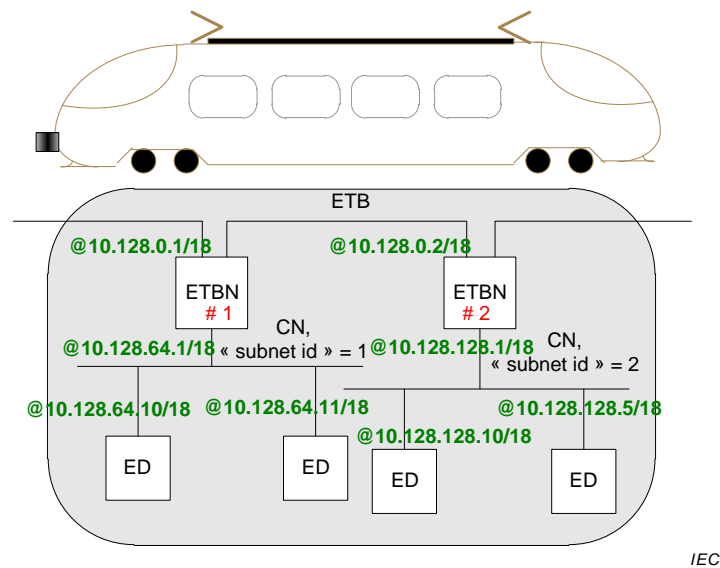 ETB
@10.128.0.1/18
@10.128.0.2/18
ETBN
# 1
ETBN
# 2
CN,
« subnet id » = 1
@10.128.64.1/18
@10.128.128.1/18
CN,
« subnet id » = 2
@10.128.64.10/18
@10.128.64.11/18
@10.128.128.10/18
@10.128.128.5/18
ED
ED
ED
ED
IEC